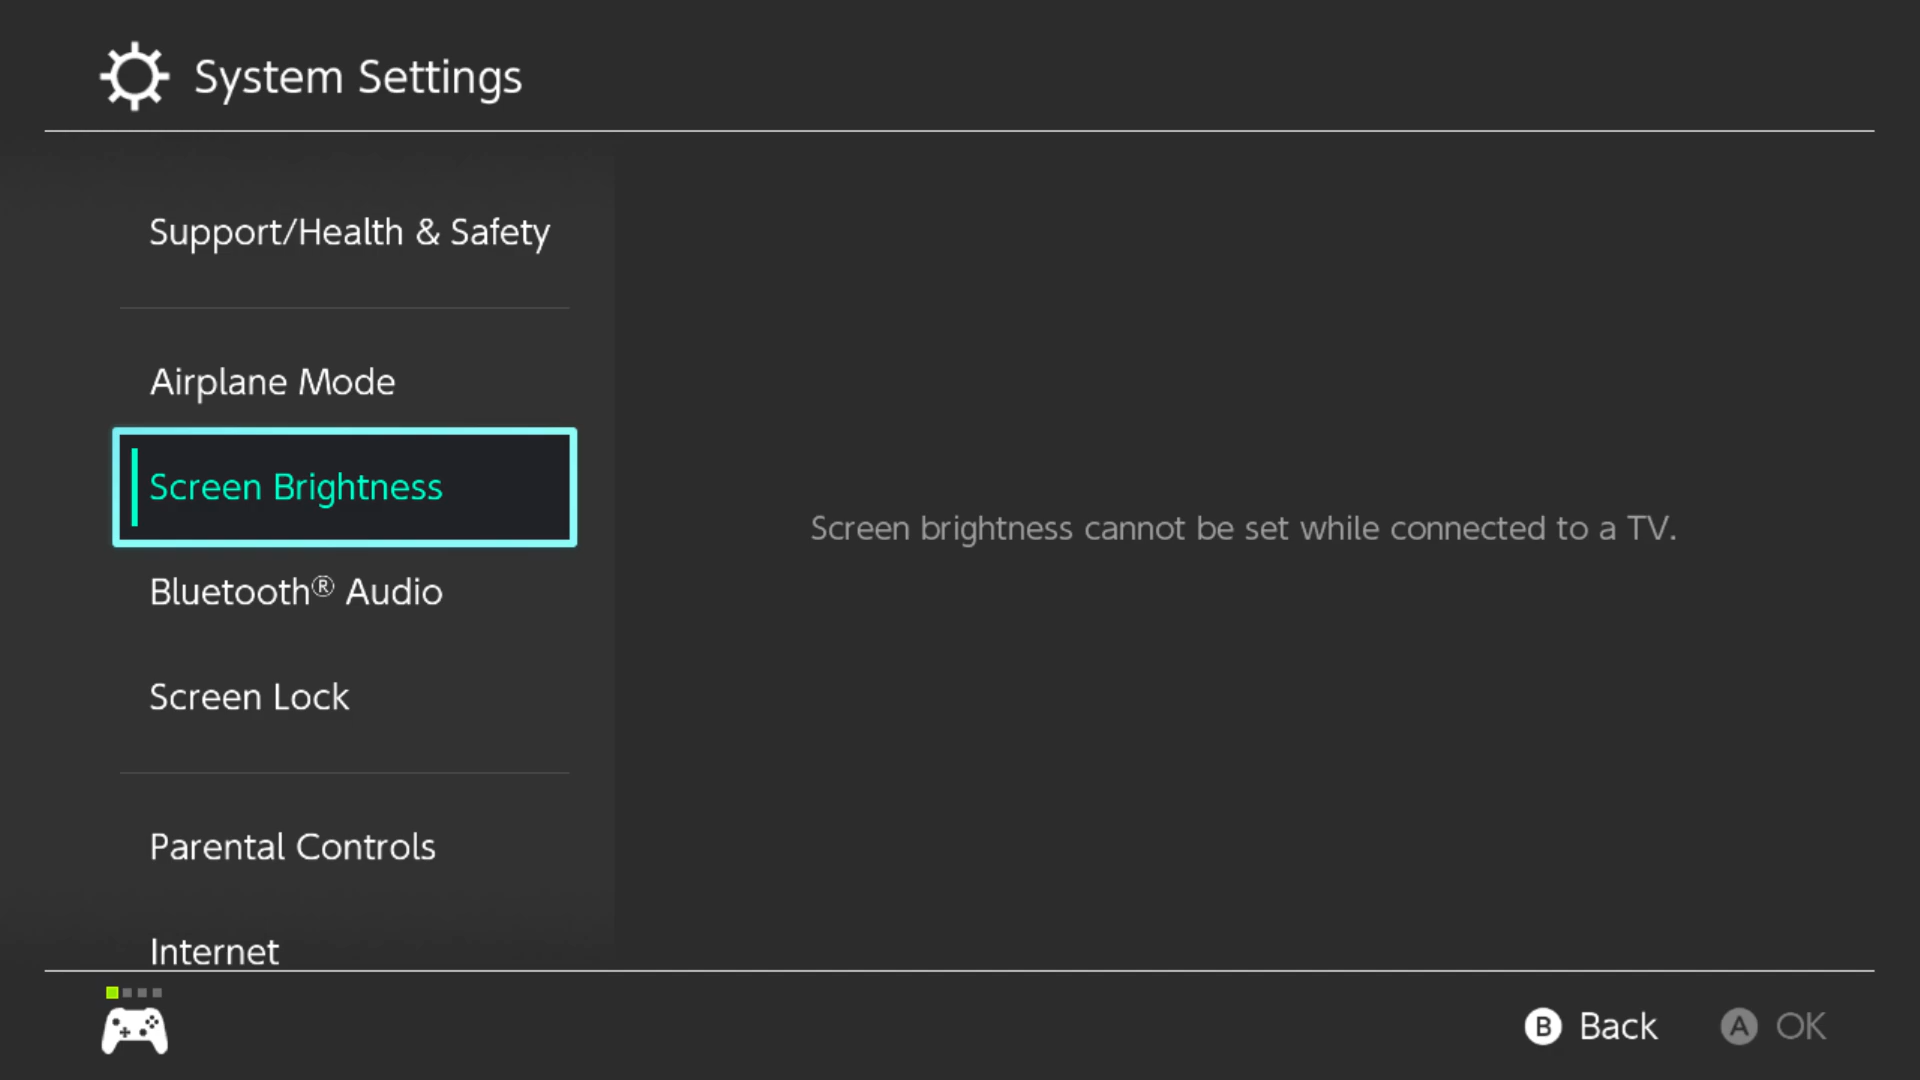 System Settings
Support/Health & Safety
Airplane Mode
Screen Brightness
Bluetooth® Audio
Screen Lock
Parental Controls
Internet
Screen brightness cannot be set while connected to a TV.
B Back A OK